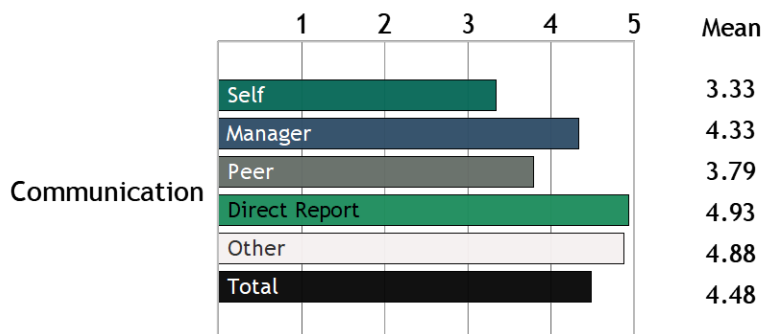 1 2 3 4 5 Mean
Self 3.33
Manager 4.33
Peer 3.79
Communication
Direct Report 4.93
Other 4.88
Total 4.48